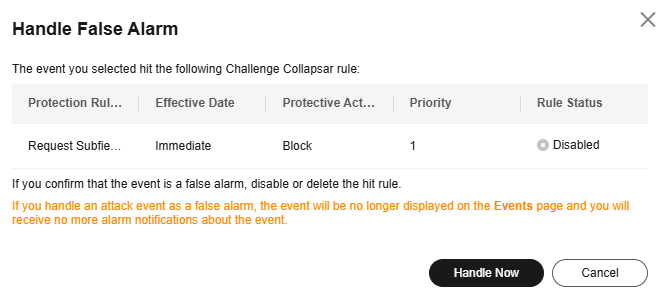 Handle False Alarm
The event you selected hit the following Challenge Collapsar rule:
Protection Rul... Effective Date Protective Act... Priority Rule Status
Request Subfie... Immediate Block 1 Disabled
If you confirm that the event is a false alarm, disable or delete the hit rule.
If you handle an attack event as a false alarm, the event will be no longer displayed on the Events page and you will
receive no more alarm notifications about the event.
Handle Now Cancel